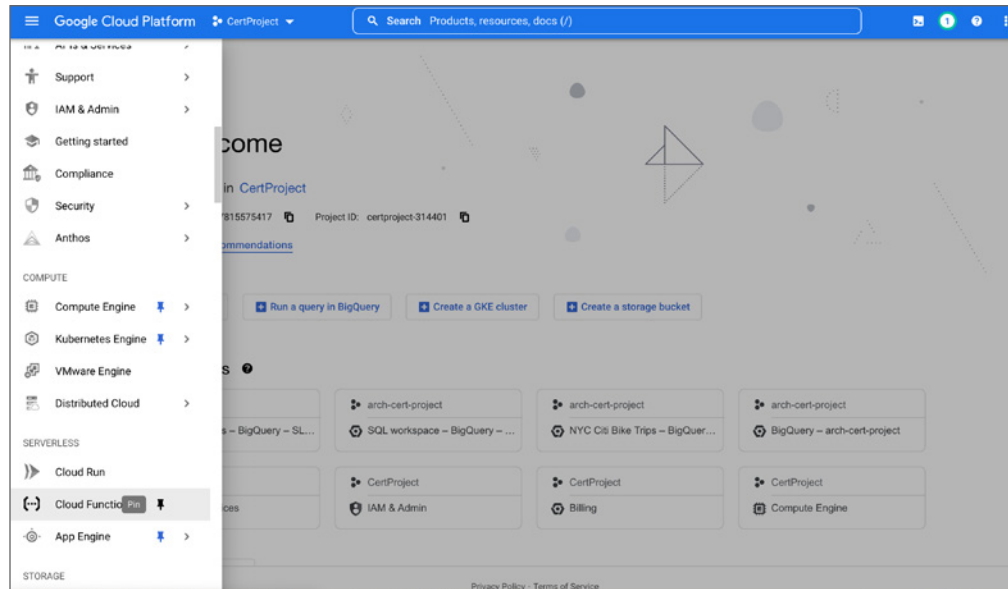 Google Cloud Platform CertProject Search Products, resources, docs (/) 1
APIs & Services
Support
IAM & Admin
Getting started
Compliance
Security
Anthos
COMPUTE
Compute Engine
Kubernetes Engine
VMware Engine
Distributed Cloud
SERVERLESS
Cloud Run
Cloud Functio Pin
App Engine
STORAGE
come
in CertProject
7815575417 Project ID: certproject-314401
ommendations
Run a query in BigQuery Create a GKE cluster Create a storage bucket
s
arch-cert-project arch-cert-project arch-cert-project
s – BigQuery – SL... SQL workspace – BigQuery – ... NYC Citi Bike Trips – BigQuer... BigQuery – arch-cert-project
CertProject CertProject CertProject
ces IAM & Admin Billing Compute Engine
Privacy Policy · Terms of Service